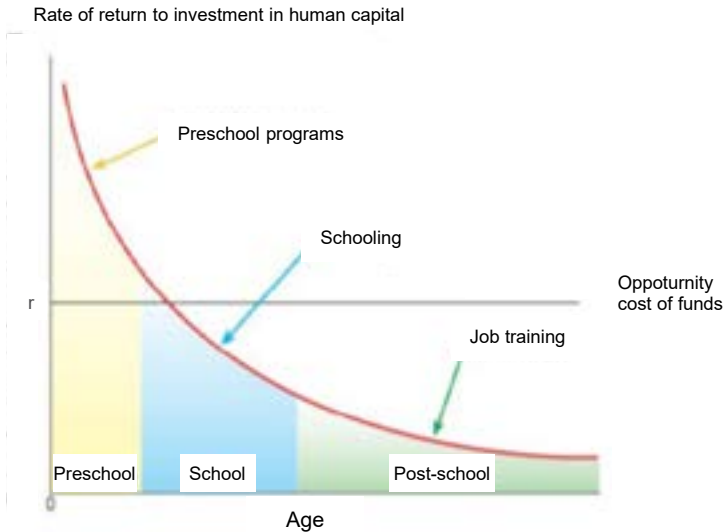 Rate of return to investment in human capital
Preschool programs
Schooling
Oppoturnity
cost of funds
r
Job training
Preschool
School
Post-school
0
Age